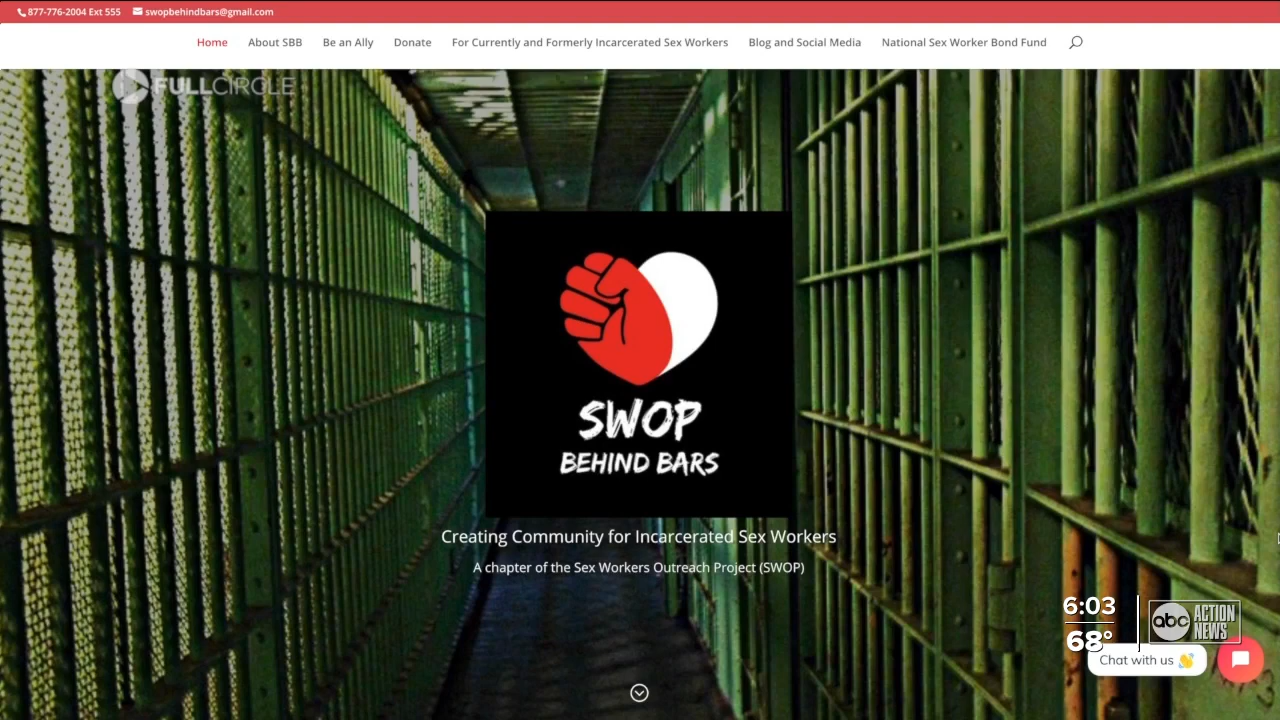 877-776-2004 Ext 555 swopbehindbars@gmail.com
Home About SBB Be an Ally Donate For Currently and Formerly Incarcerated Sex Workers Blog and Social Media National Sex Worker Bond Fund
FULLCIRCLE
SWOP
BEHIND BARS
Creating Community for Incarcerated Sex Workers
A chapter of the Sex Workers Outreach Project (SWOP)
6:03
68°
abc ACTION
NEWS
Chat with us 👋